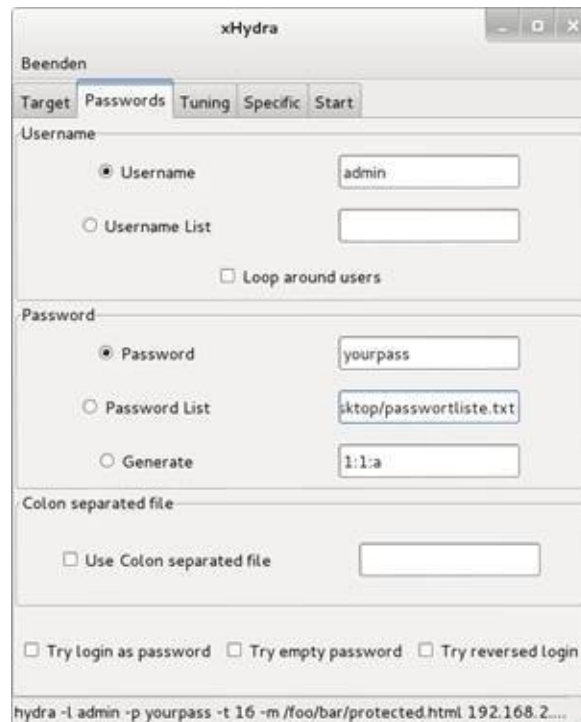 xHydra
Beenden
Target Passwords Tuning Specific Start
Username
Username admin
Username List
Loop around users
Password
Password yourpass
Password List sktop/passwortliste.txt
Generate 1:1:a
Colon separated file
Use Colon separated file
Try login as password Try empty password Try reversed login
hydra -l admin -p yourpass -t 16 -m /foo/bar/protected.html 192.168.2....